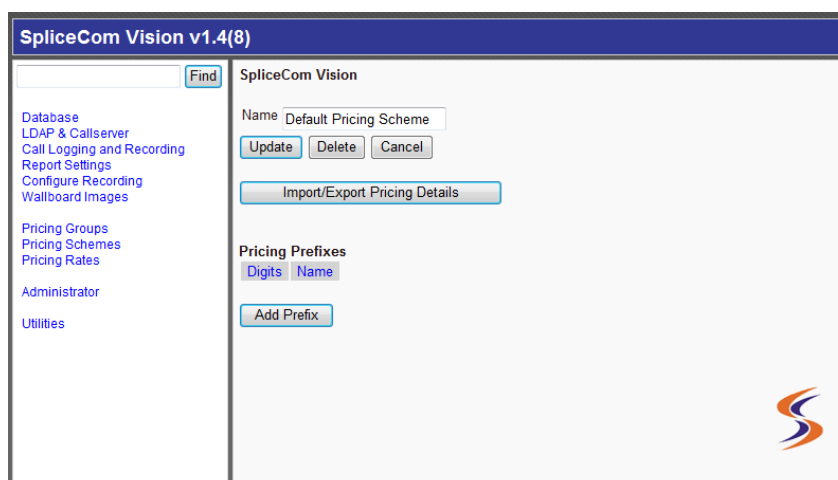 SpliceCom Vision v1.4(8)
Find
Database
LDAP & Callserver
Call Logging and Recording
Report Settings
Configure Recording
Wallboard Images
Pricing Groups
Pricing Schemes
Pricing Rates
Administrator
Utilities
SpliceCom Vision
Name Default Pricing Scheme
Update Delete Cancel
Import/Export Pricing Details
Pricing Prefixes
Digits Name
Add Prefix